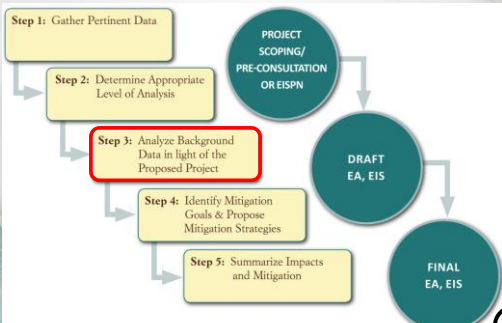 Step 1: Gather Pertinent Data
Step 2: Determine Appropriate
Level of Analysis
Step 3: Analyze Background
Data in light of the
Proposed Project
Step 4: Identify Mitigation
Goals & Propose
Mitigation Strategies
Step 5: Summarize Impacts
and Mitigation
PROJECT
SCOPING/
PRE-CONSULTATION
OR EISPN
DRAFT
EA, EIS
FINAL
EA, EIS